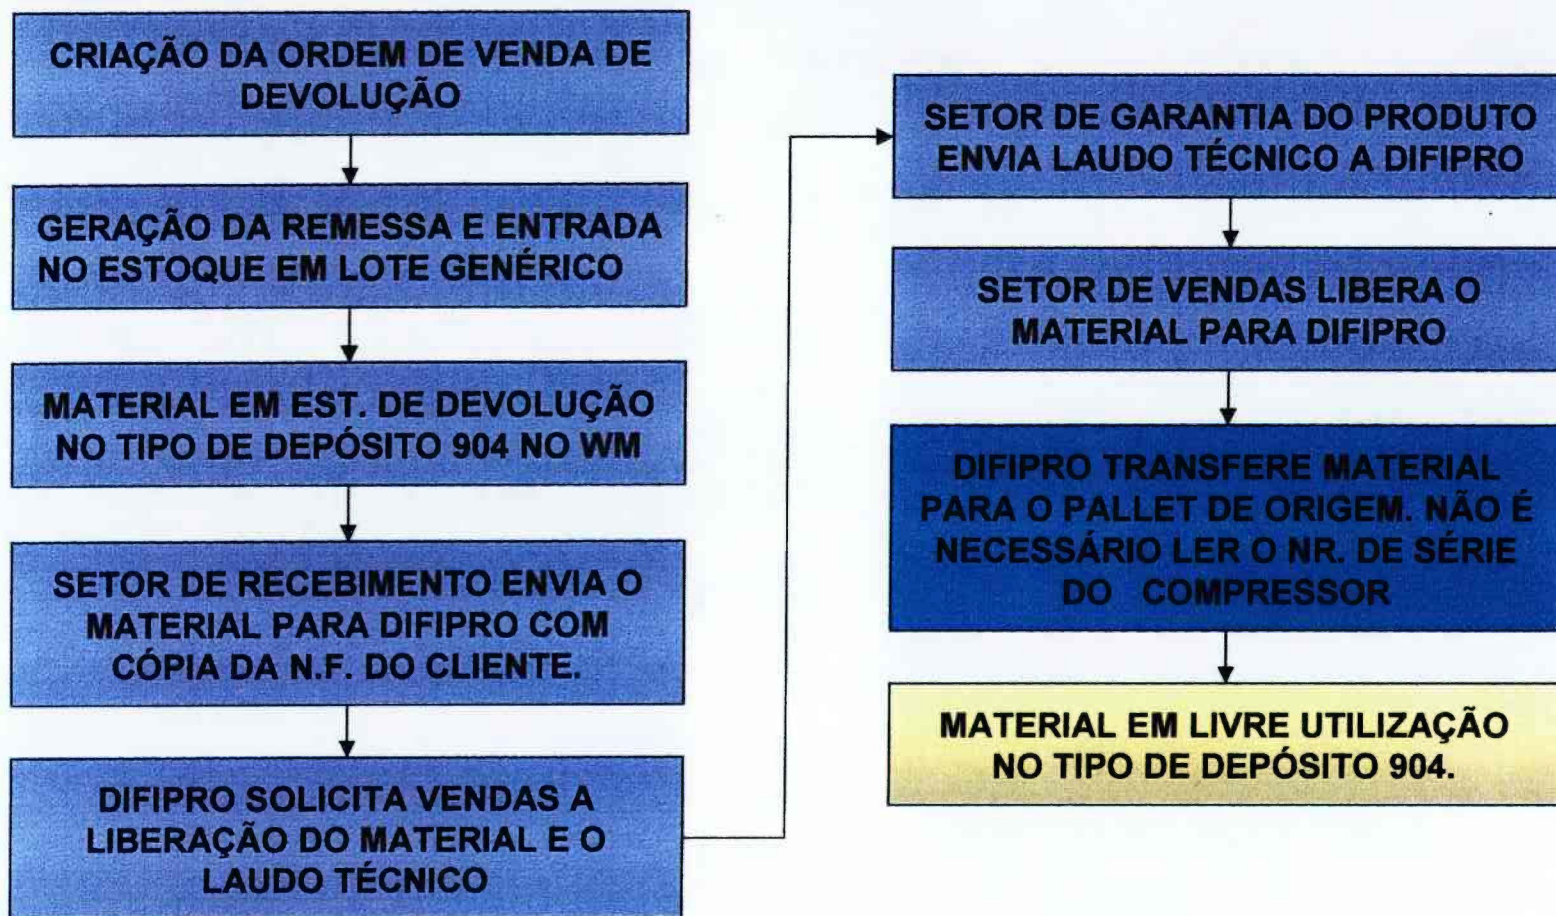 CRIAÇÃO DA ORDEM DE VENDA DE
DEVOLUÇÃO
GERAÇÃO DA REMESSA E ENTRADA
NO ESTOQUE EM LOTE GENÉRICO
MATERIAL EM EST. DE DEVOLUÇÃO
NO TIPO DE DEPÓSITO 904 NO WM
SETOR DE RECEBIMENTO ENVIA O
MATERIAL PARA DIFIPRO COM
CÓPIA DA N.F. DO CLIENTE.
DIFIPRO SOLICITA VENDAS A
LIBERAÇÃO DO MATERIAL E O
LAUDO TÉCNICO
SETOR DE GARANTIA DO PRODUTO
ENVIA LAUDO TÉCNICO A DIFIPRO
SETOR DE VENDAS LIBERA O
MATERIAL PARA DIFIPRO
DIFIPRO TRANSFERE MATERIAL
PARA O PALLET DE ORIGEM. NÃO É
NECESSÁRIO LER O NR. DE SÉRIE
DO COMPRESSOR
MATERIAL EM LIVRE UTILIZAÇÃO
NO TIPO DE DEPÓSITO 904.